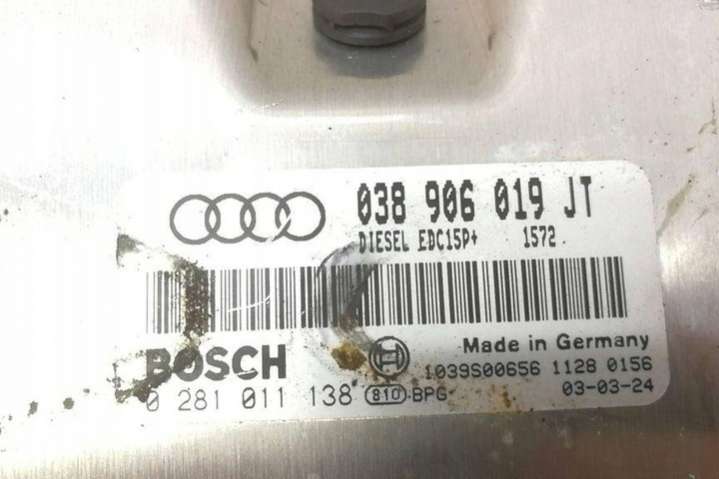 038 906 019 JT
DIESEL EDC15P+ 1572
BOSCH
Made in Germany
1039S00656 1128 0156
0 281 011 138 810 BPG 03-03-24